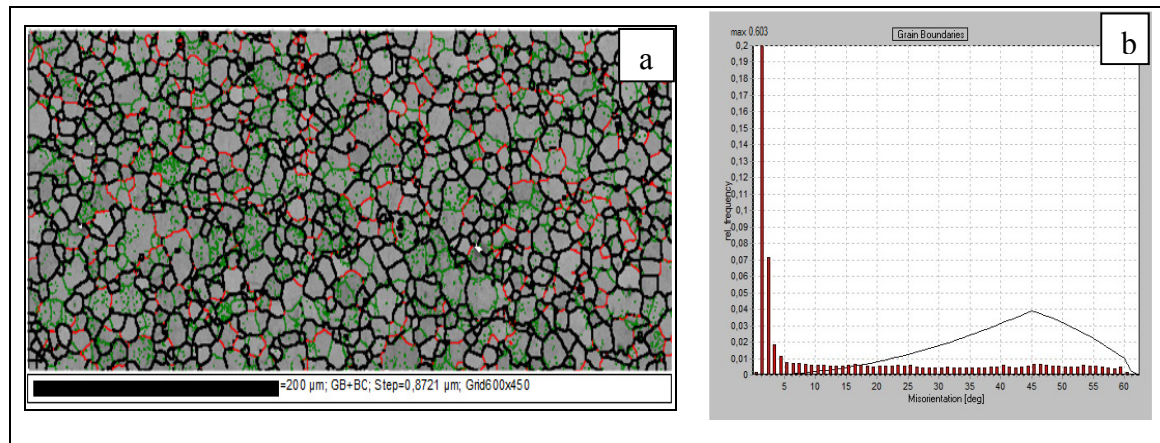 a
=200 µm; GB+BC; Step=0,8721 µm; Grid600x450
b
max 0.603
Grain Boundaries
0,2
0,19
0,18
0,17
0,16
0,15
0,14
0,13
0,12
0,11
0,1
0,09
0,08
0,07
0,06
0,05
0,04
0,03
0,02
0,01
0
rel. frequency
5 10 15 20 25 30 35 40 45 50 55 60
Misorientation [deg]